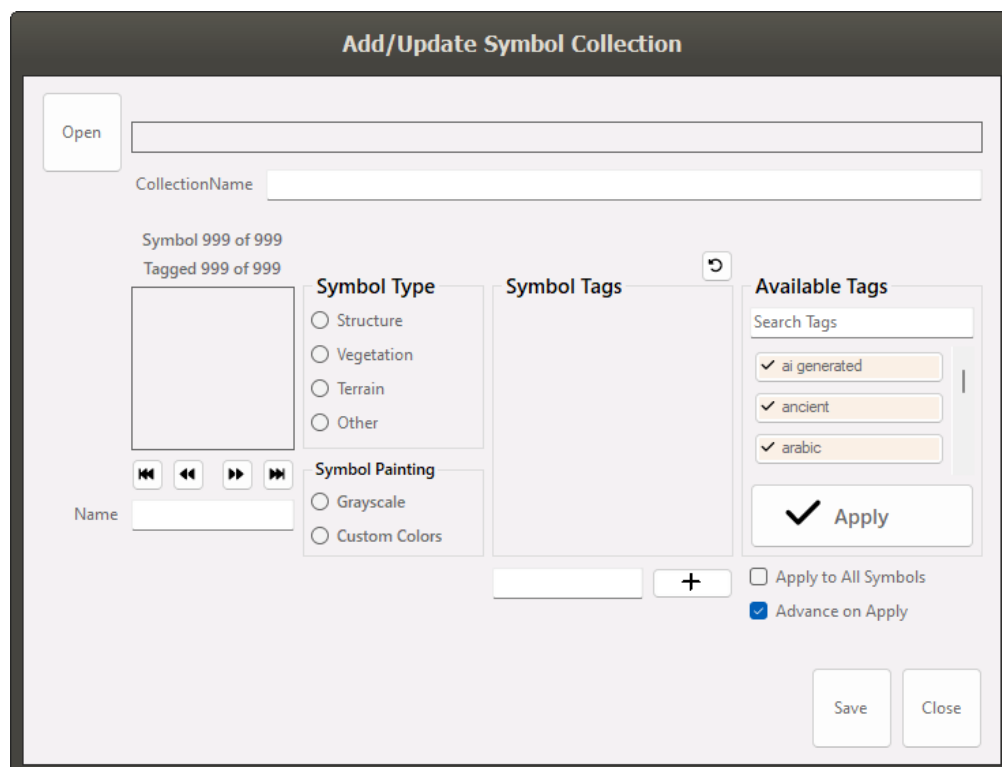 Add/Update Symbol Collection
Open
CollectionName
Symbol 999 of 999
Tagged 999 of 999
Symbol Type
Structure
Vegetation
Terrain
Other
Symbol Painting
Grayscale
Custom Colors
Name
Symbol Tags
Available Tags
Search Tags
ai generated
ancient
arabic
Apply
Apply to All Symbols
Advance on Apply
Save
Close